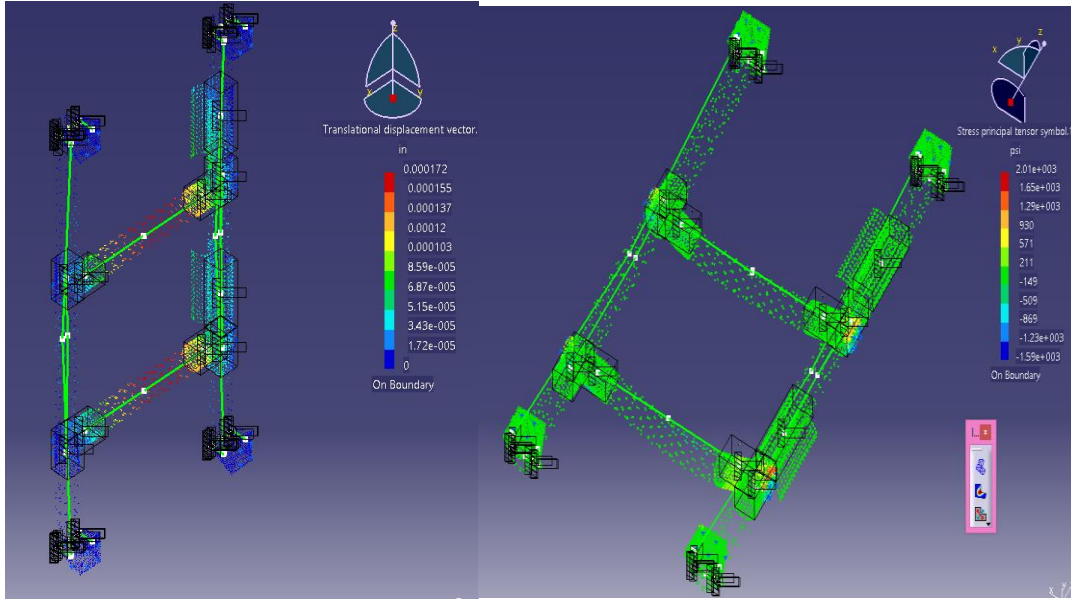 z
x
y
Translational displacement vector.
in
0.000172
0.000155
0.000137
0.00012
0.000103
8.59e-005
6.87e-005
5.15e-005
3.43e-005
1.72e-005
0
On Boundary
x
y
z
Stress principal tensor symbol.1
psi
2.01e+003
1.65e+003
1.29e+003
930
571
211
-149
-509
-869
-1.23e+003
-1.59e+003
On Boundary
I... x